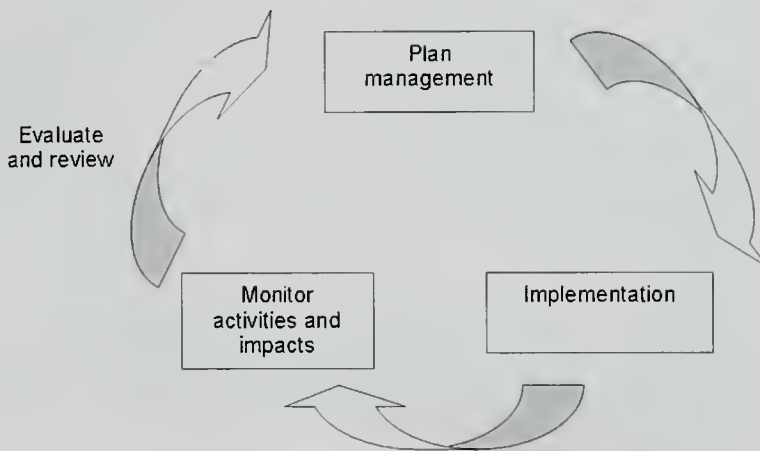 Plan
management
Evaluate
and review
Monitor
activities and
impacts
Implementation